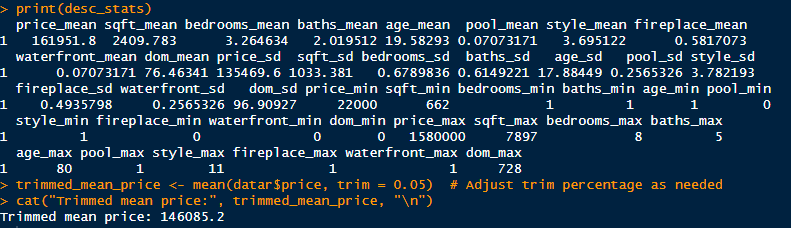 > print(desc_stats)
  price_mean sqft_mean bedrooms_mean baths_mean age_mean  pool_mean style_mean fireplace_mean
1   161951.8  2409.783      3.264634   2.019512 19.58293 0.07073171   3.695122      0.5817073
  waterfront_mean dom_mean price_sd  sqft_sd bedrooms_sd  baths_sd   age_sd   pool_sd style_sd
1      0.07073171 76.46341 135469.6 1033.381   0.6789836 0.6149221 17.88449 0.2565326 3.782193
  fireplace_sd waterfront_sd   dom_sd price_min sqft_min bedrooms_min baths_min age_min pool_min
1    0.4935798     0.2565326 96.90927     22000      662            1         1       1        0
  style_min fireplace_min waterfront_min dom_min price_max sqft_max bedrooms_max baths_max
1         1             0              0       0   1580000     7897            8         5
  age_max pool_max style_max fireplace_max waterfront_max dom_max
1      80        1        11             1              1     728
> trimmed_mean_price <- mean(datar$price, trim = 0.05)  # Adjust trim percentage as needed
> cat("Trimmed mean price:", trimmed_mean_price, "\n")
Trimmed mean price: 146085.2